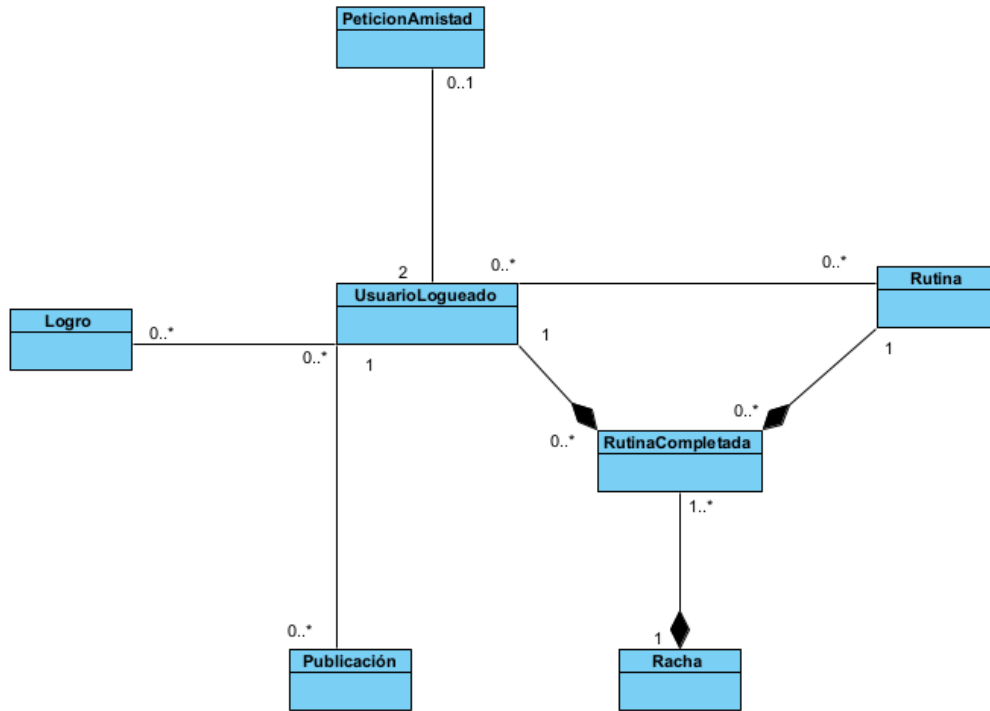 PeticionAmistad
0..1
2
0..*
0..*
UsuarioLogueado
Rutina
Logro
0..*
0..*
1
1
1
0..*
0..*
RutinaCompletada
1..*
0..*
1
Publicación
Racha